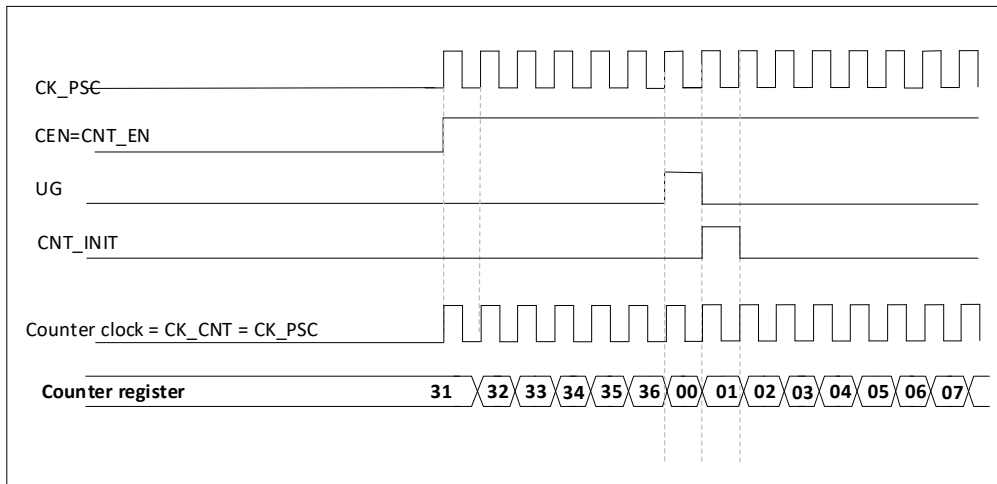 CK_PSC
CEN=CNT_EN
UG
CNT_INIT
Counter clock = CK_CNT = CK_PSC
Counter register 31 32 33 34 35 36 00 01 02 03 04 05 06 07